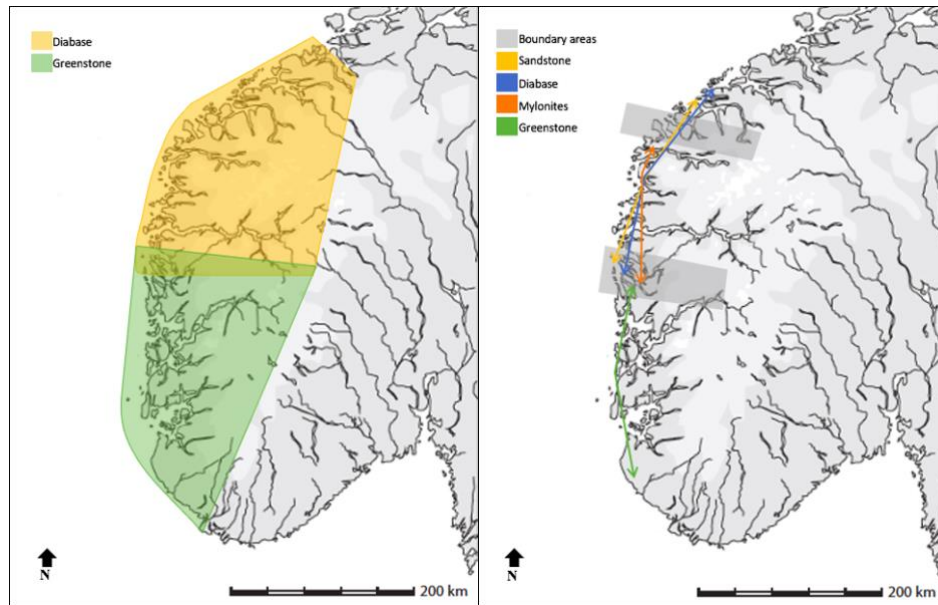 Diabase
Greenstone
N
200 km
Boundary areas
Sandstone
Diabase
Mylonites
Greenstone
N
200 km